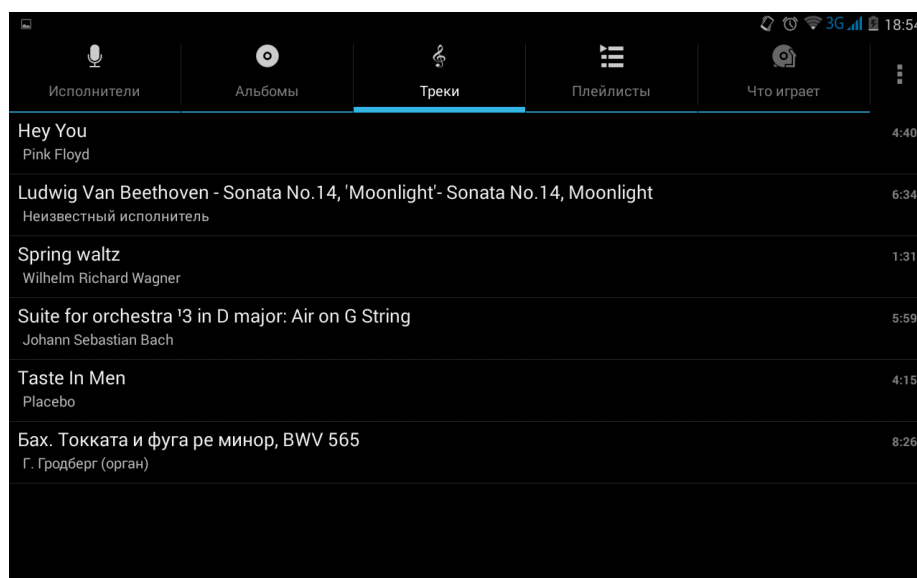 3G 18:54
Исполнители Альбомы Треки Плейлисты Что играет
Hey You 4:40
Pink Floyd
Ludwig Van Beethoven - Sonata No.14, 'Moonlight'- Sonata No.14, Moonlight 6:34
Неизвестный исполнитель
Spring waltz 1:31
Wilhelm Richard Wagner
Suite for orchestra ¹3 in D major: Air on G String 5:59
Johann Sebastian Bach
Taste In Men 4:15
Placebo
Бах. Токката и фуга ре минор, BWV 565 8:26
Г. Гродберг (орган)